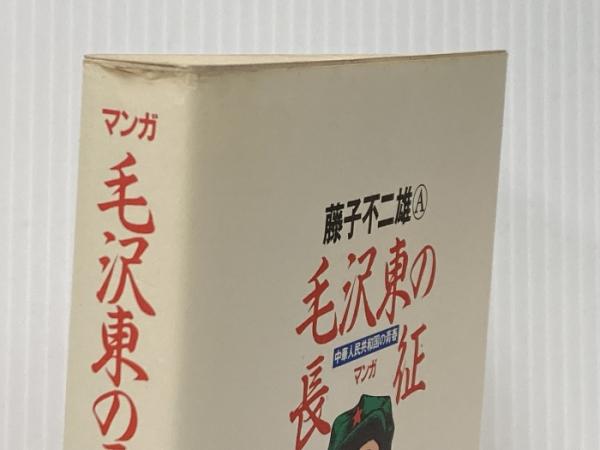 マンガ
毛沢東の
藤子不二雄Ⓐ
毛沢東の
中華人民共和国の青春
マンガ
長征